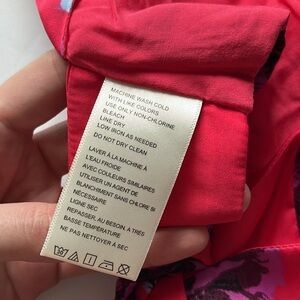 MACHINE WASH COLD
WITH LIKE COLORS
USE ONLY NON-CHLORINE
BLEACH
LINE DRY
LOW IRON AS NEEDED
DO NOT DRY CLEAN
LAVER À LA MACHINE À
L'EAU FROIDE
AVEC COULEURS SIMILAIRES
UTILISER UN AGENT DE
BLANCHIMENT SANS CHLORE SI
NÉCESSAIRE
LIGNE SEC
REPASSER, AU BESOIN, À TRÈS
BASSE TEMPÉRATURE
NE PAS NETTOYER À SEC